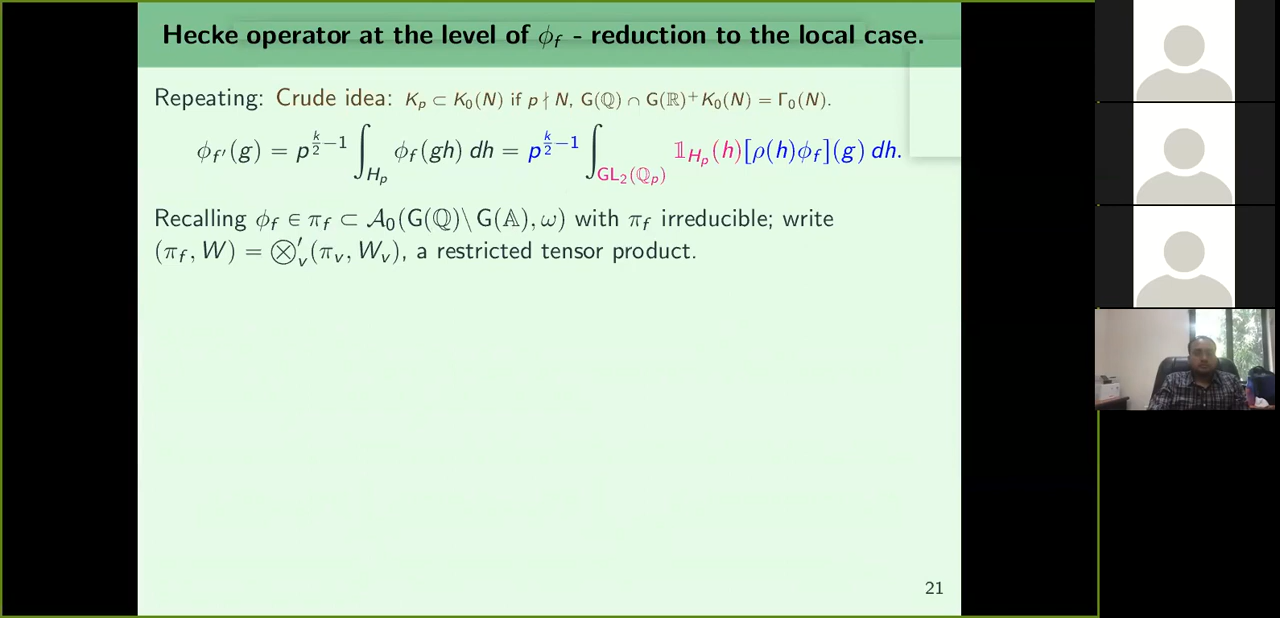 Hecke operator at the level of ϕ_f - reduction to the local case.
Repeating: Crude idea: K_p ⊂ K_0(N) if p ∤ N, G(ℚ) ∩ G(ℝ)^+ K_0(N) = Γ_0(N).
ϕ_{f'}(g) = p^{k/2−1} ∫_{H_p} ϕ_f(gh) dh = p^{k/2−1} ∫_{GL_2(ℚ_p)} 𝟙_{H_p}(h)[ρ(h)ϕ_f](g) dh.
Recalling ϕ_f ∈ π_f ⊂ 𝒜_0(G(ℚ)\ G(𝔸), ω) with π_f irreducible; write
(π_f, W) = ⊗'_v(π_v, W_v), a restricted tensor product.
21